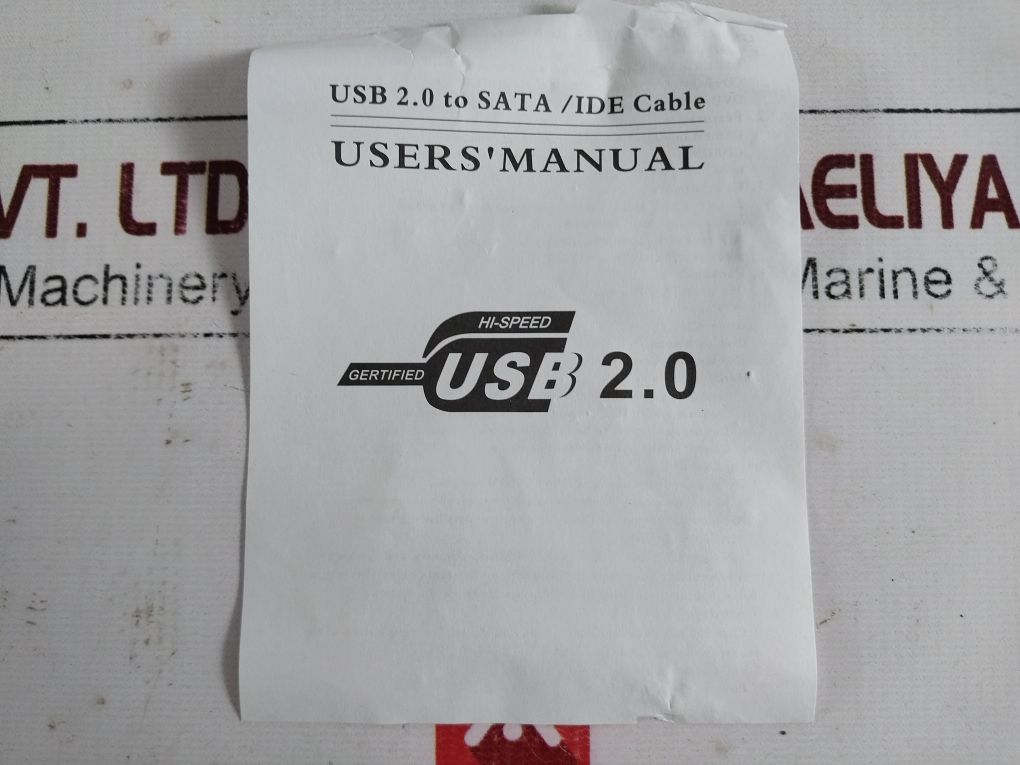 USB 2.0 to SATA /IDE Cable
USERS'MANUAL
VT. LTD
AELIYA
Machinery
Marine &
HI-SPEED
GERTIFIED
USB 2.0